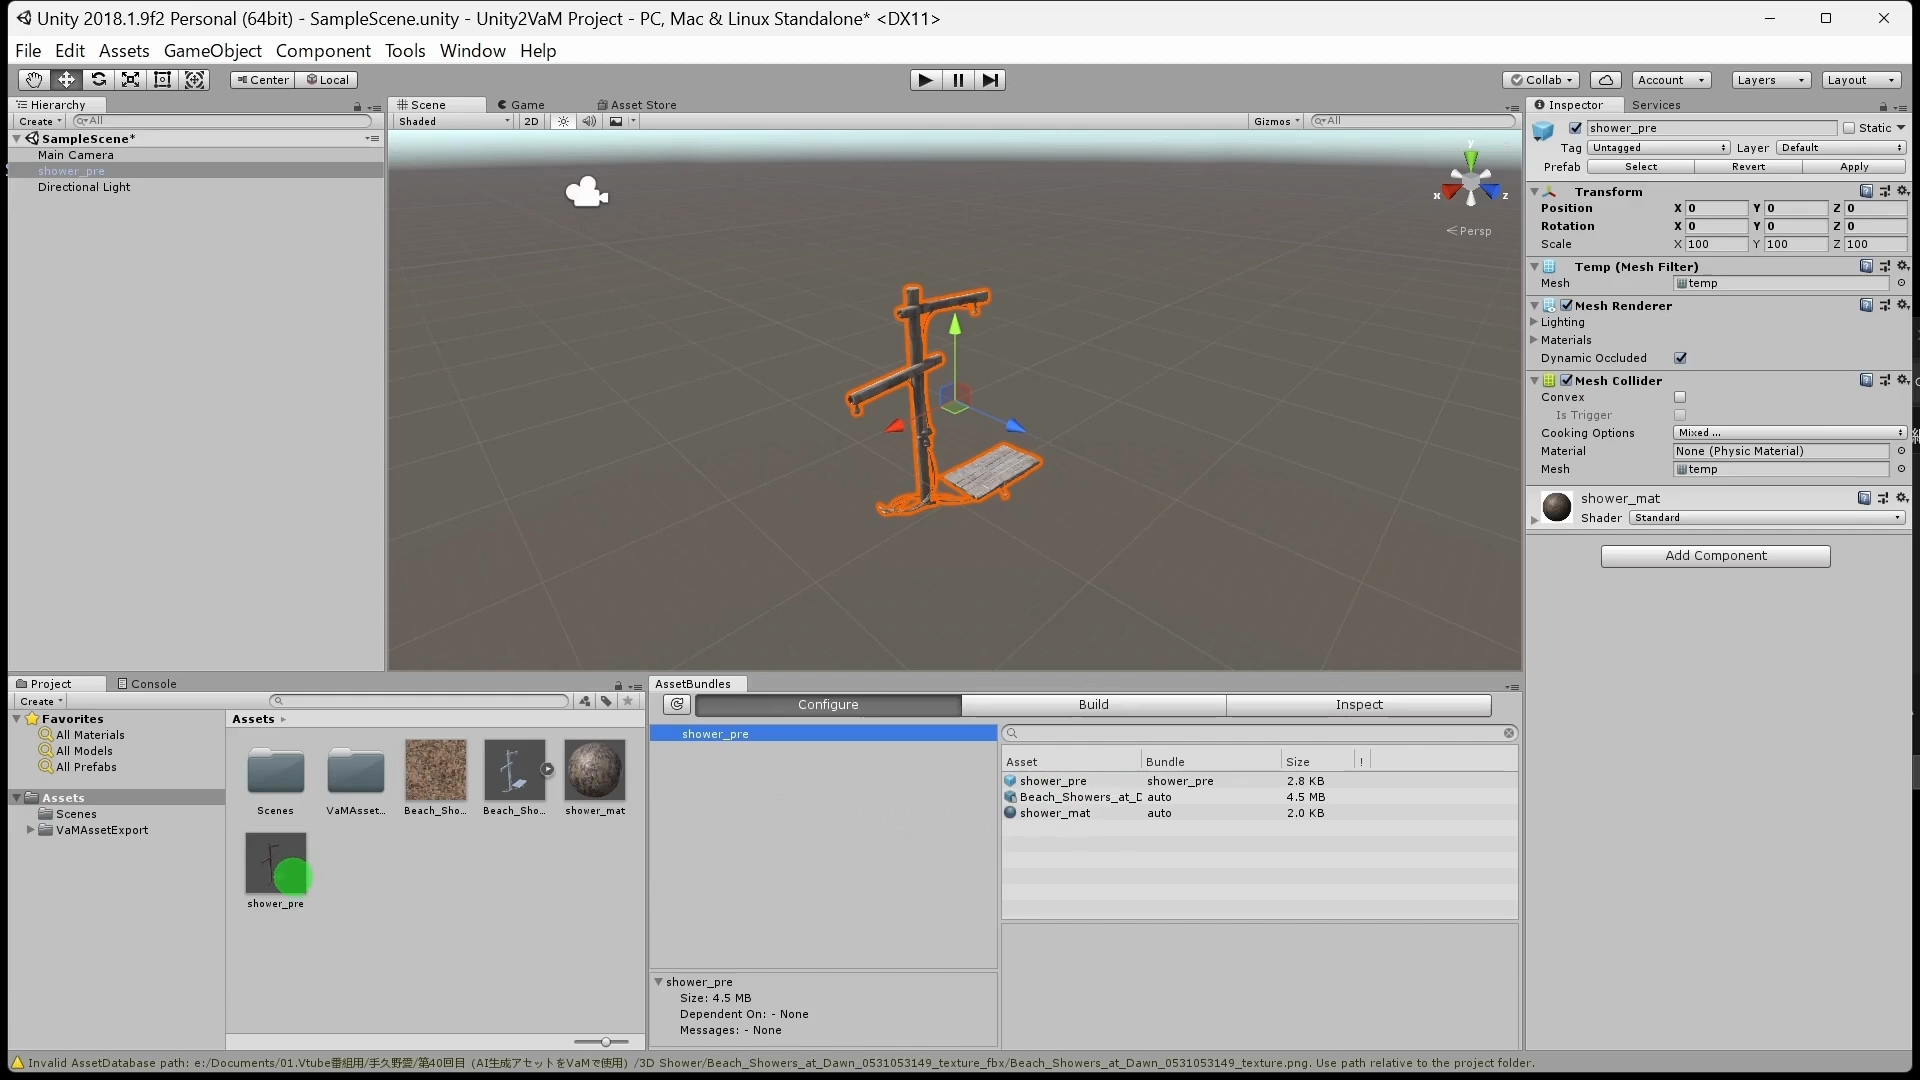 Unity 2018.1.9f2 Personal (64bit) - SampleScene.unity - Unity2VaM Project - PC, Mac & Linux Standalone* <DX11>
File Edit Assets GameObject Component Tools Window Help
Center Local Collab Account Layers Layout
Hierarchy
Create All
SampleScene*
Main Camera
shower_pre
Directional Light
Scene Game Asset Store
Shaded 2D Gizmos All
y
x z
Persp
Inspector Services
shower_pre Static
Tag Untagged Layer Default
Prefab Select Revert Apply
Transform
Position X 0 Y 0 Z 0
Rotation X 0 Y 0 Z 0
Scale X 100 Y 100 Z 100
Temp (Mesh Filter)
Mesh temp
Mesh Renderer
Lighting
Materials
Dynamic Occluded
Mesh Collider
Convex
Is Trigger
Cooking Options Mixed ...
Material None (Physic Material)
Mesh temp
shower_mat
Shader Standard
Add Component
Project Console
Create
Favorites
All Materials
All Models
All Prefabs
Assets
Scenes
VaMAssetExport
Assets
Scenes VaMAsset... Beach_Sho... Beach_Sho... shower_mat
shower_pre
AssetBundles
Configure Build Inspect
shower_pre
Asset Bundle Size !
shower_pre shower_pre 2.8 KB
Beach_Showers_at_D auto 4.5 MB
shower_mat auto 2.0 KB
shower_pre
Size: 4.5 MB
Dependent On: - None
Messages: - None
Invalid AssetDatabase path: e:/Documents/01.Vtube番組用/手久野愛/第40回目 (AI生成アセットをVaMで使用) /3D Shower/Beach_Showers_at_Dawn_0531053149_texture_fbx/Beach_Showers_at_Dawn_0531053149_texture.png. Use path relative to the project folder.